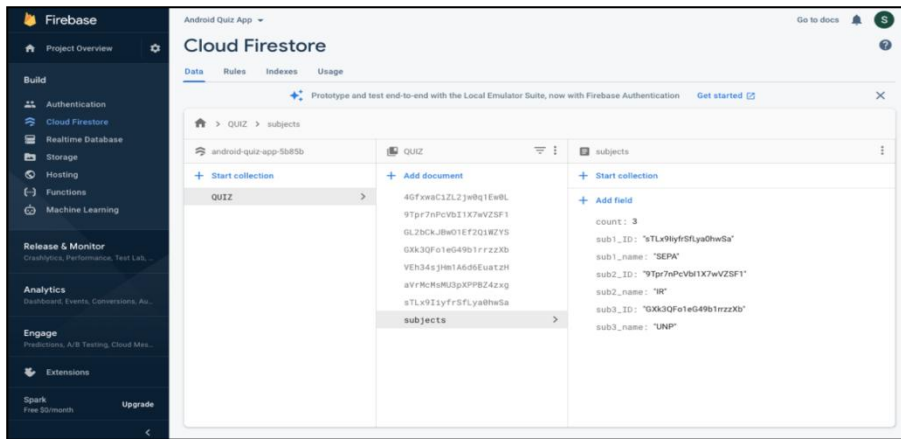 Firebase
Android Quiz App
Go to docs
S
Project Overview
Cloud Firestore
Build
Data Rules Indexes Usage
Prototype and test end-to-end with the Local Emulator Suite, now with Firebase Authentication Get started
Authentication
Cloud Firestore
Realtime Database
Storage
Hosting
Functions
Machine Learning
Release & Monitor
Crashlytics, Performance, Test Lab, ...
Analytics
Dashboard, Events, Conversions, Au...
Engage
Predictions, A/B Testing, Cloud Mes...
Extensions
Spark
Free $0/month
Upgrade
> QUIZ > subjects
android-quiz-app-5b85b
+ Start collection
QUIZ
QUIZ
+ Add document
4GfxwaC1ZL2jw0q1Ew0L
9Tpr7nPcVbI1X7wVZSF1
GL2bCkJBwO1Ef2QiWZYS
GXk3QFo1eG49b1rrzzXb
VEh34sjHm1A6d6EuatzH
aVrMcMsMU3pXPPBZ4zxg
sTLx9IiyfrSfLya0hwSa
subjects
subjects
+ Start collection
+ Add field
count: 3
sub1_ID: "sTLx9IiyfrSfLya0hwSa"
sub1_name: "SEPA"
sub2_ID: "9Tpr7nPcVbI1X7wVZSF1"
sub2_name: "IR"
sub3_ID: "GXk3QFo1eG49b1rrzzXb"
sub3_name: "UNP"